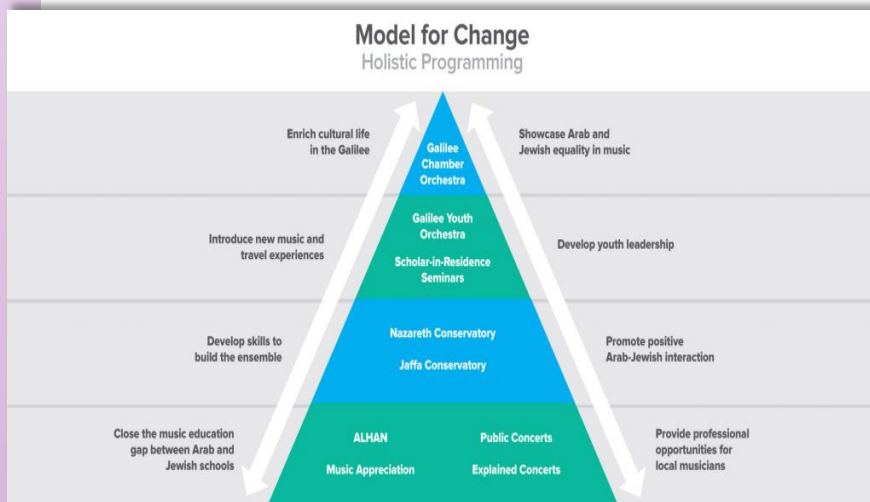 Model for Change
Holistic Programming
Enrich cultural life
in the Galilee
Galilee
Chamber
Orchestra
Showcase Arab and
Jewish equality in music
Introduce new music and
travel experiences
Galilee Youth
Orchestra
Scholar-in-Residence
Seminars
Develop youth leadership
Develop skills to
build the ensemble
Nazareth Conservatory
Jaffa Conservatory
Promote positive
Arab-Jewish interaction
Close the music education
gap between Arab and
Jewish schools
ALHAN
Public Concerts
Music Appreciation
Explained Concerts
Provide professional
opportunities for
local musicians